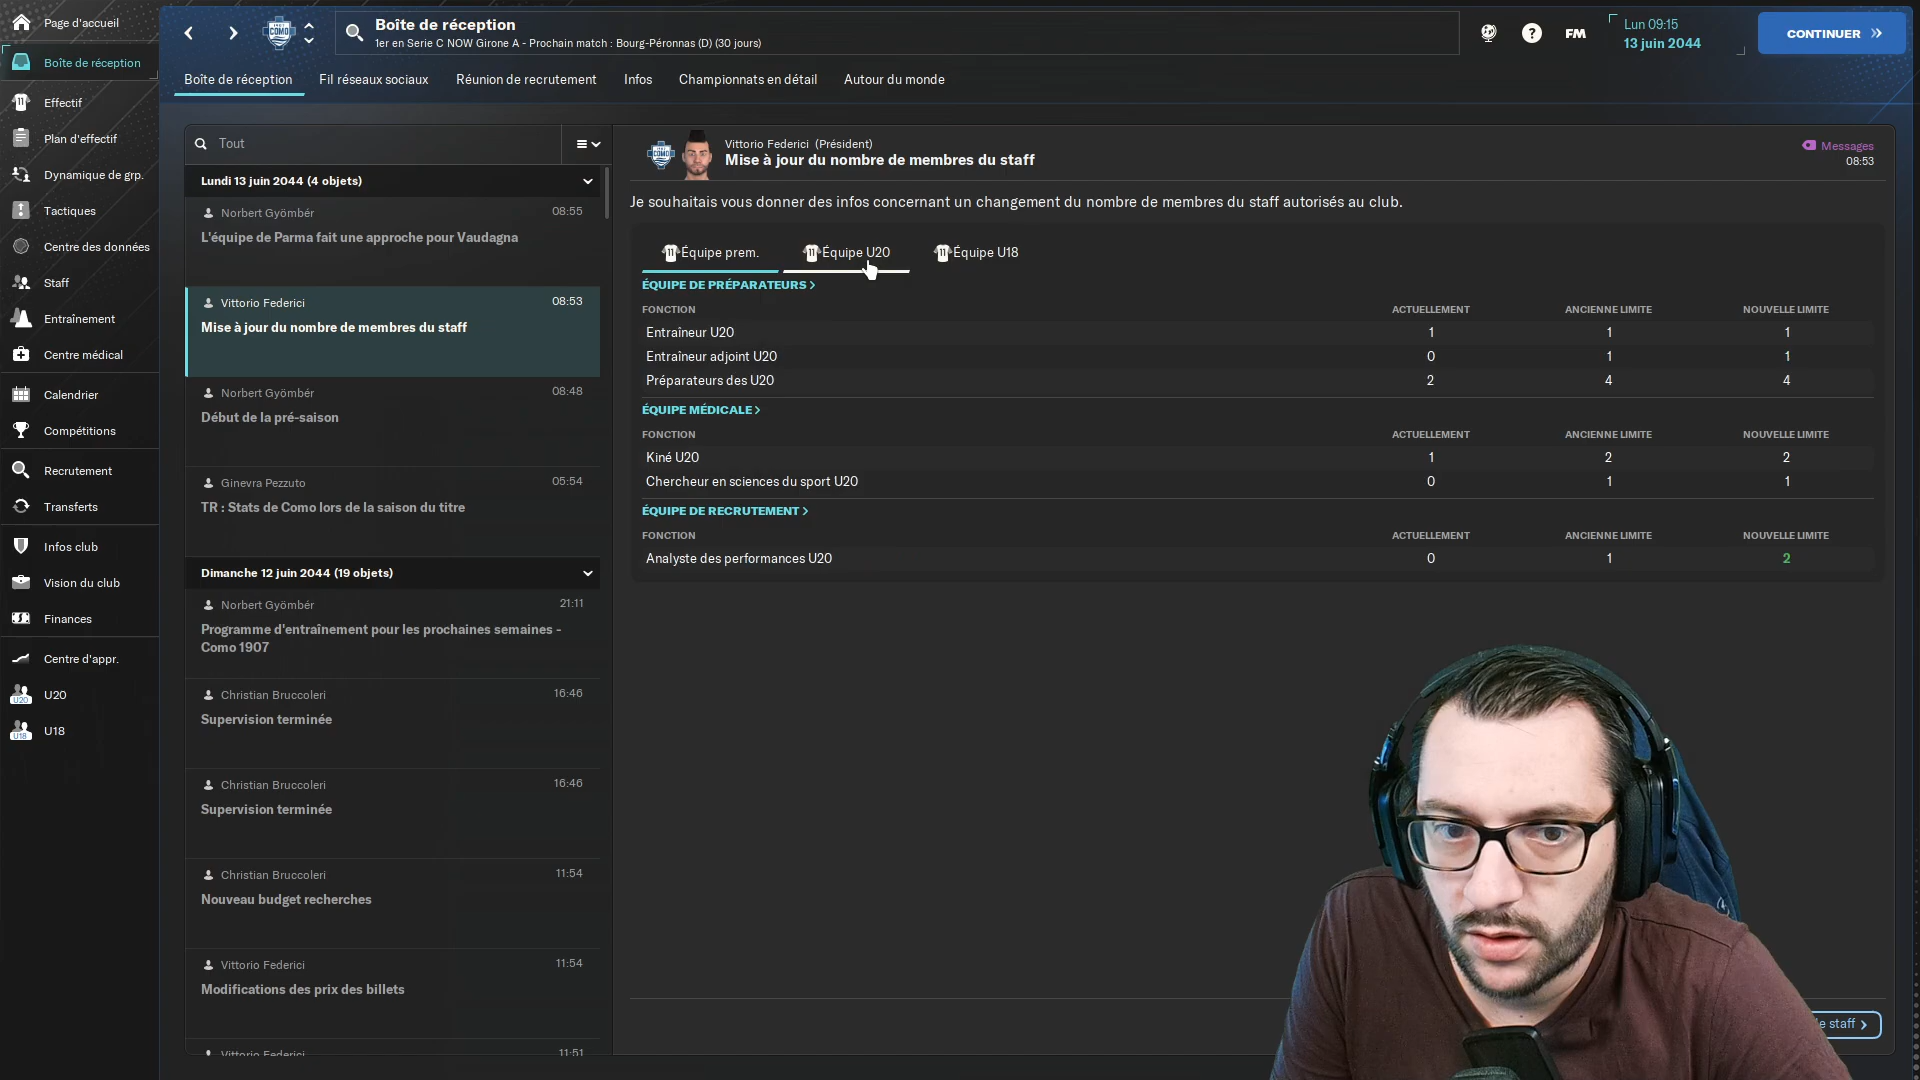 Page d'accueil
Boîte de réception
Effectif
Plan d'effectif
Dynamique de grp.
Tactiques
Centre des données
Staff
Entraînement
Centre médical
Calendrier
Compétitions
Recrutement
Transferts
Infos club
Vision du club
Finances
Centre d'appr.
U20
U18
Boîte de réception
1er en Serie C NOW Girone A - Prochain match : Bourg-Péronnas (D) (30 jours)
FM
Lun 09:15
13 juin 2044
CONTINUER
Boîte de réception
Fil réseaux sociaux
Réunion de recrutement
Infos
Championnats en détail
Autour du monde
Tout
Lundi 13 juin 2044 (4 objets)
Norbert Gyömbér 08:55
L'équipe de Parma fait une approche pour Vaudagna
Vittorio Federici 08:53
Mise à jour du nombre de membres du staff
Norbert Gyömbér 08:48
Début de la pré-saison
Ginevra Pezzuto 05:54
TR : Stats de Como lors de la saison du titre
Dimanche 12 juin 2044 (19 objets)
Norbert Gyömbér 21:11
Programme d'entraînement pour les prochaines semaines -
Como 1907
Christian Bruccoleri 16:46
Supervision terminée
Christian Bruccoleri 16:46
Supervision terminée
Christian Bruccoleri 11:54
Nouveau budget recherches
Vittorio Federici 11:54
Modifications des prix des billets
Vittorio Federici 11:51
Vittorio Federici (Président)
Mise à jour du nombre de membres du staff
Messages
08:53
Je souhaitais vous donner des infos concernant un changement du nombre de membres du staff autorisés au club.
Équipe prem.
Équipe U20
Équipe U18
ÉQUIPE DE PRÉPARATEURS >
FONCTION ACTUELLEMENT ANCIENNE LIMITE NOUVELLE LIMITE
Entraîneur U20 1 1 1
Entraîneur adjoint U20 0 1 1
Préparateurs des U20 2 4 4
ÉQUIPE MÉDICALE >
FONCTION ACTUELLEMENT ANCIENNE LIMITE NOUVELLE LIMITE
Kiné U20 1 2 2
Chercheur en sciences du sport U20 0 1 1
ÉQUIPE DE RECRUTEMENT >
FONCTION ACTUELLEMENT ANCIENNE LIMITE NOUVELLE LIMITE
Analyste des performances U20 0 1 2
staff >